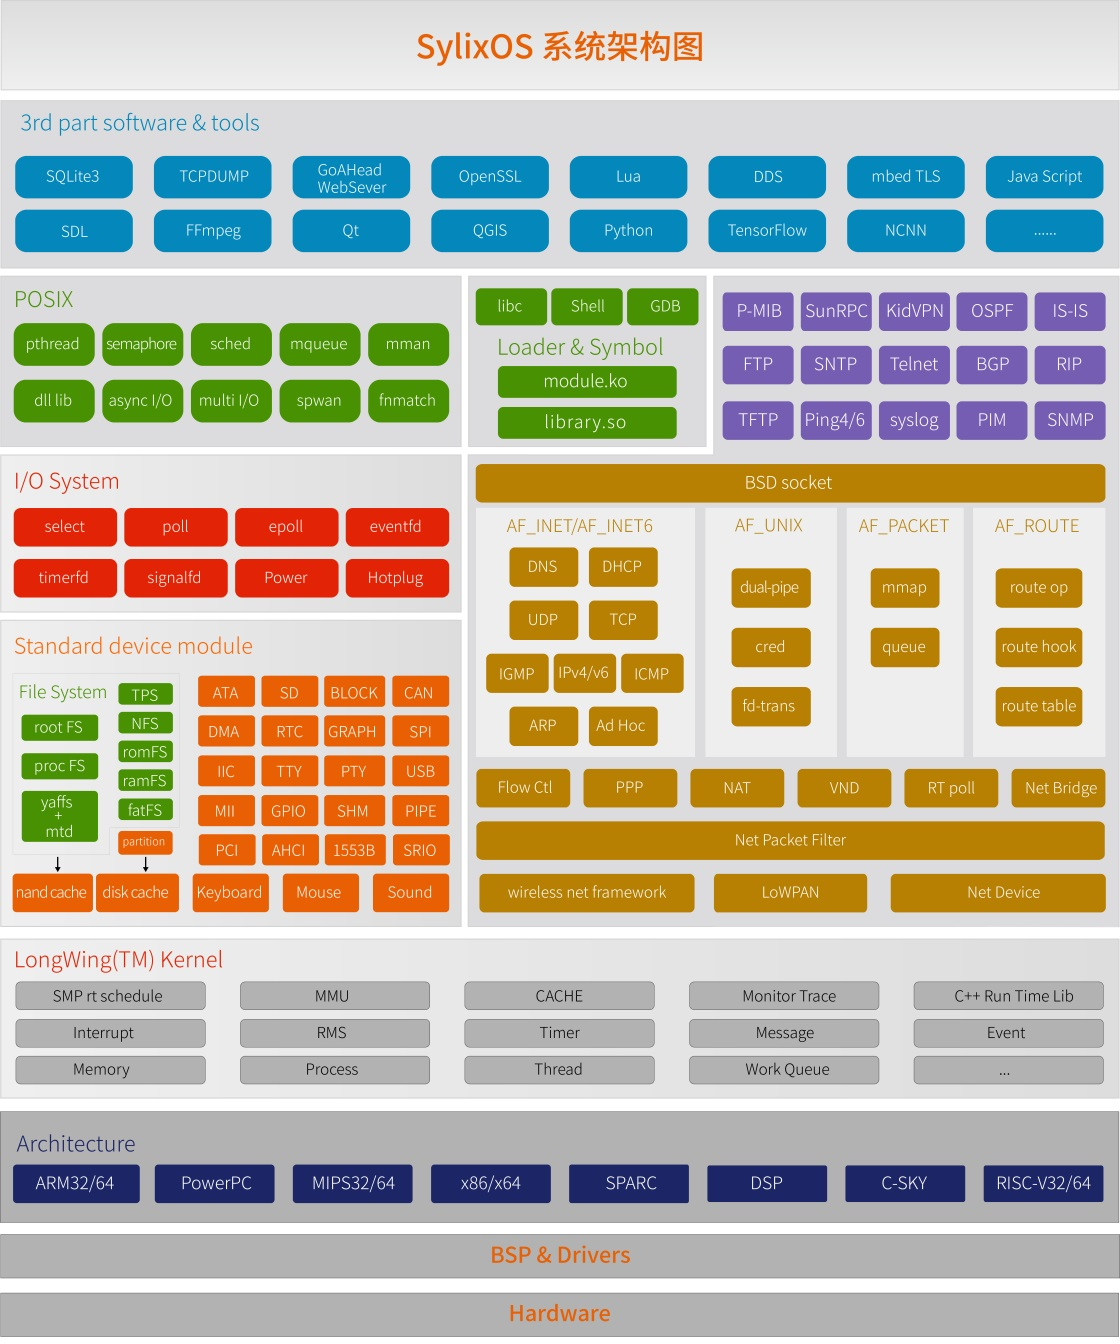 SylixOS 系统架构图
3rd part software & tools
SQLite3
TCPDUMP
GoAHead
WebSever
OpenSSL
Lua
DDS
mbed TLS
Java Script
SDL
FFmpeg
Qt
QGIS
Python
TensorFlow
NCNN
......
POSIX
pthread
semaphore
sched
mqueue
mman
dll lib
async I/O
multi I/O
spwan
fnmatch
libc
Shell
GDB
Loader & Symbol
module.ko
library.so
P-MIB
SunRPC
KidVPN
OSPF
IS-IS
FTP
SNTP
Telnet
BGP
RIP
TFTP
Ping4/6
syslog
PIM
SNMP
I/O System
select
poll
epoll
eventfd
timerfd
signalfd
Power
Hotplug
Standard device module
File System
root FS
proc FS
yaffs
+
mtd
TPS
NFS
romFS
ramFS
fatFS
partition
nand cache
disk cache
ATA
SD
BLOCK
CAN
DMA
RTC
GRAPH
SPI
IIC
TTY
PTY
USB
MII
GPIO
SHM
PIPE
PCI
AHCI
1553B
SRIO
Keyboard
Mouse
Sound
BSD socket
AF_INET/AF_INET6
DNS
DHCP
UDP
TCP
IGMP
IPv4/v6
ICMP
ARP
Ad Hoc
AF_UNIX
dual-pipe
cred
fd-trans
AF_PACKET
mmap
queue
AF_ROUTE
route op
route hook
route table
Flow Ctl
PPP
NAT
VND
RT poll
Net Bridge
Net Packet Filter
wireless net framework
LoWPAN
Net Device
LongWing(TM) Kernel
SMP rt schedule
MMU
CACHE
Monitor Trace
C++ Run Time Lib
Interrupt
RMS
Timer
Message
Event
Memory
Process
Thread
Work Queue
...
Architecture
ARM32/64
PowerPC
MIPS32/64
x86/x64
SPARC
DSP
C-SKY
RISC-V32/64
BSP & Drivers
Hardware